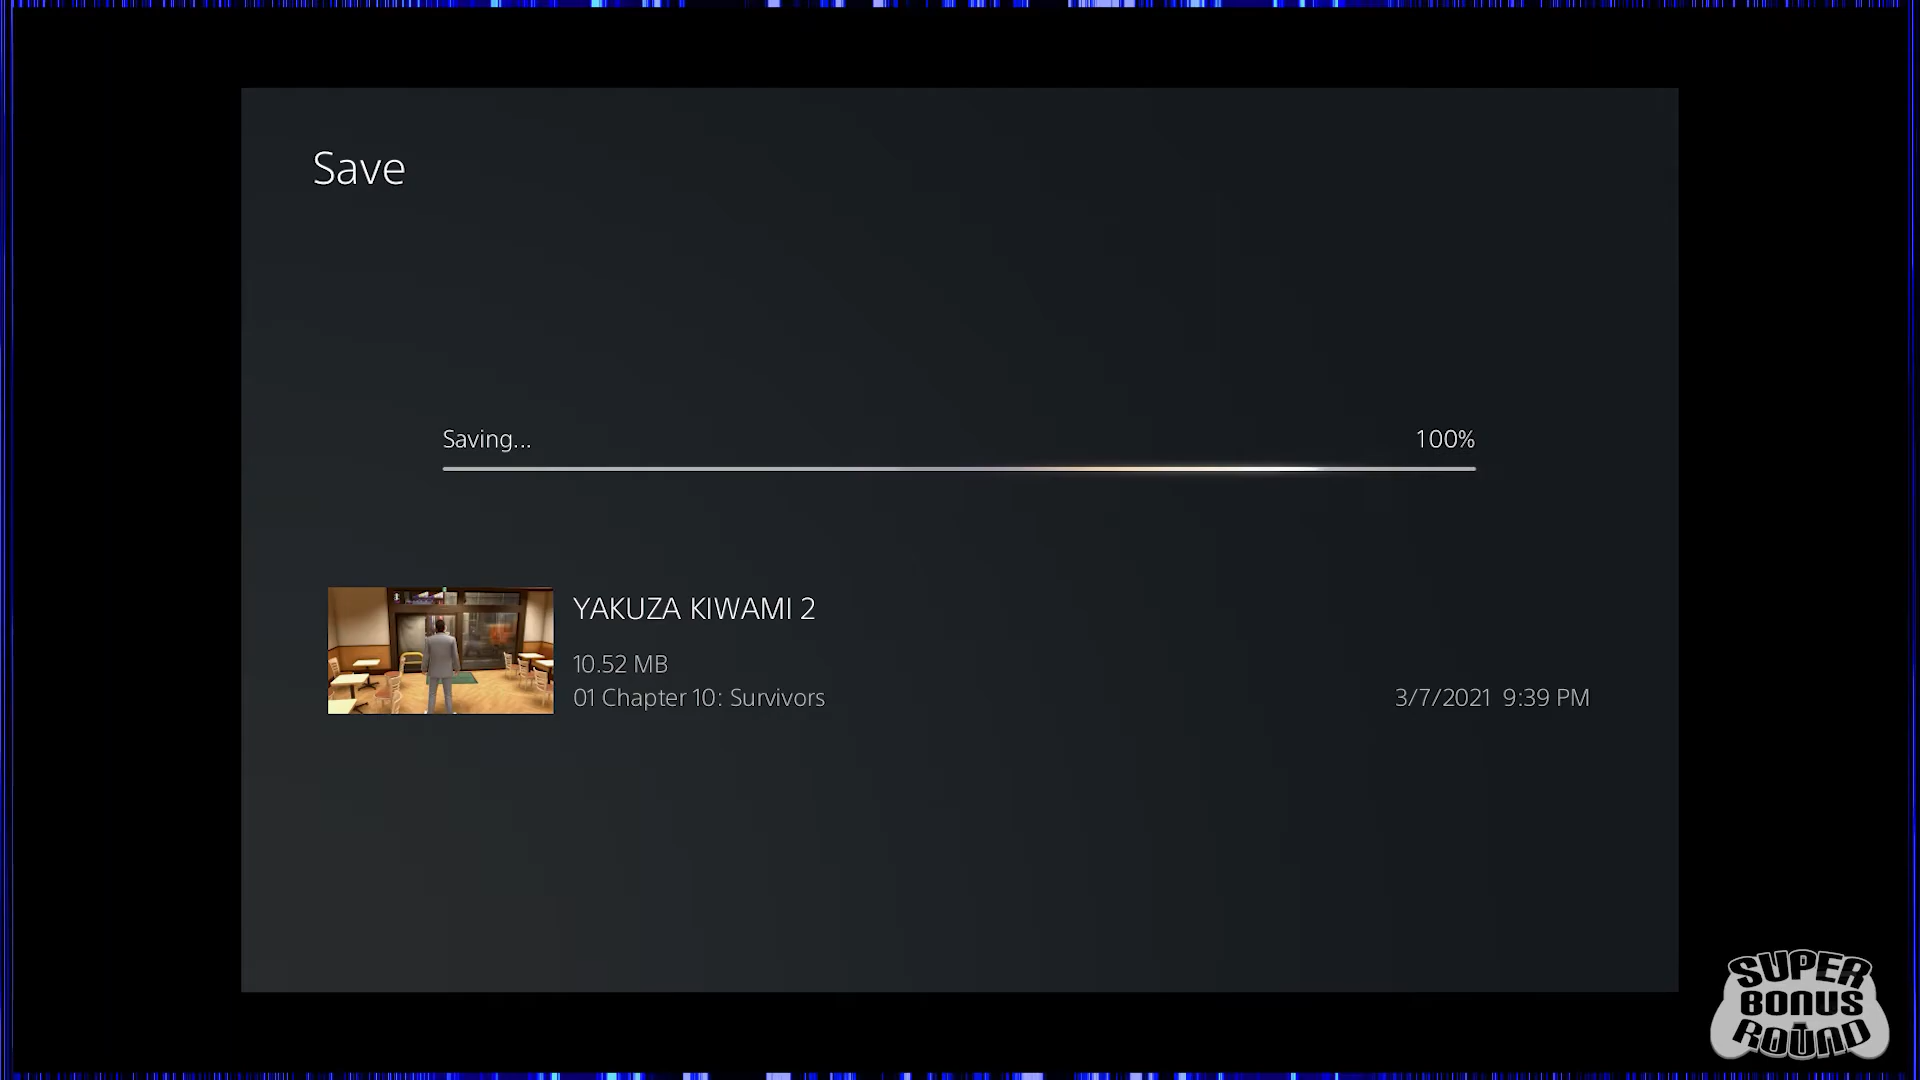 Save
Saving... 100%
YAKUZA KIWAMI 2
10.52 MB
01 Chapter 10: Survivors 3/7/2021 9:39 PM
SUPER
BONUS
ROUND